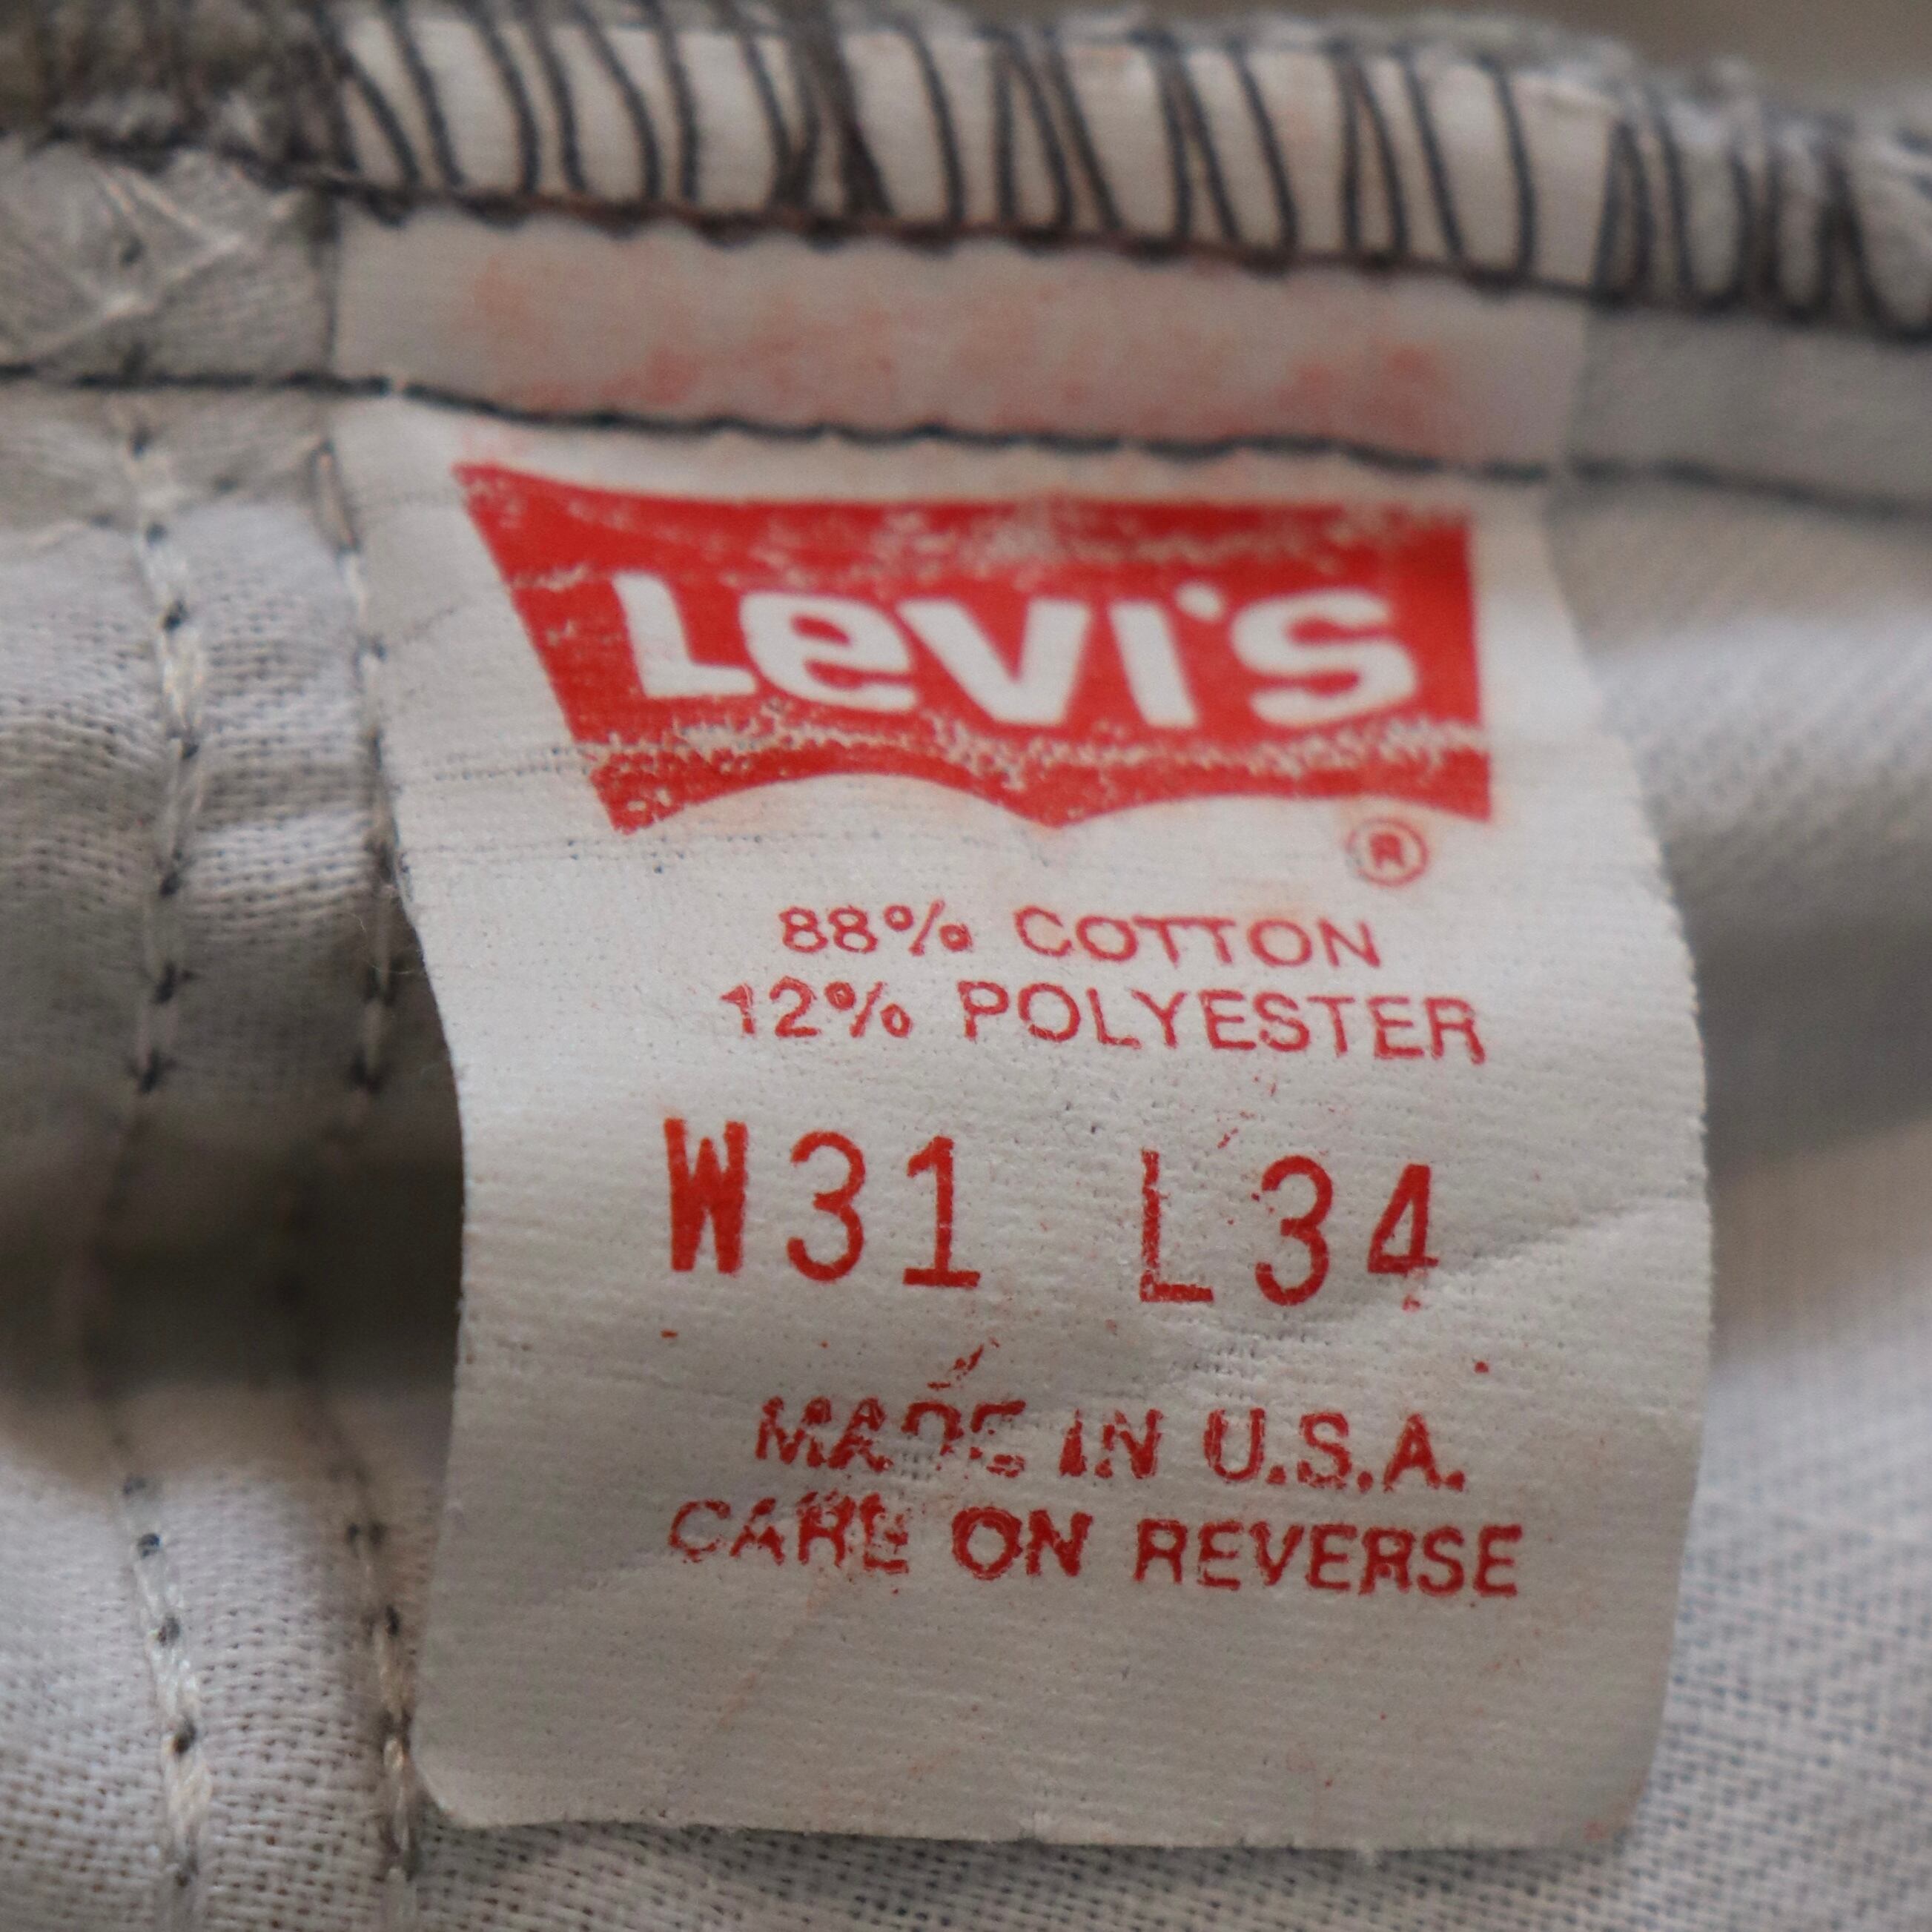 Levi's
®
88% COTTON
12% POLYESTER
W31 L34
MADE IN U.S.A.
CARE ON REVERSE